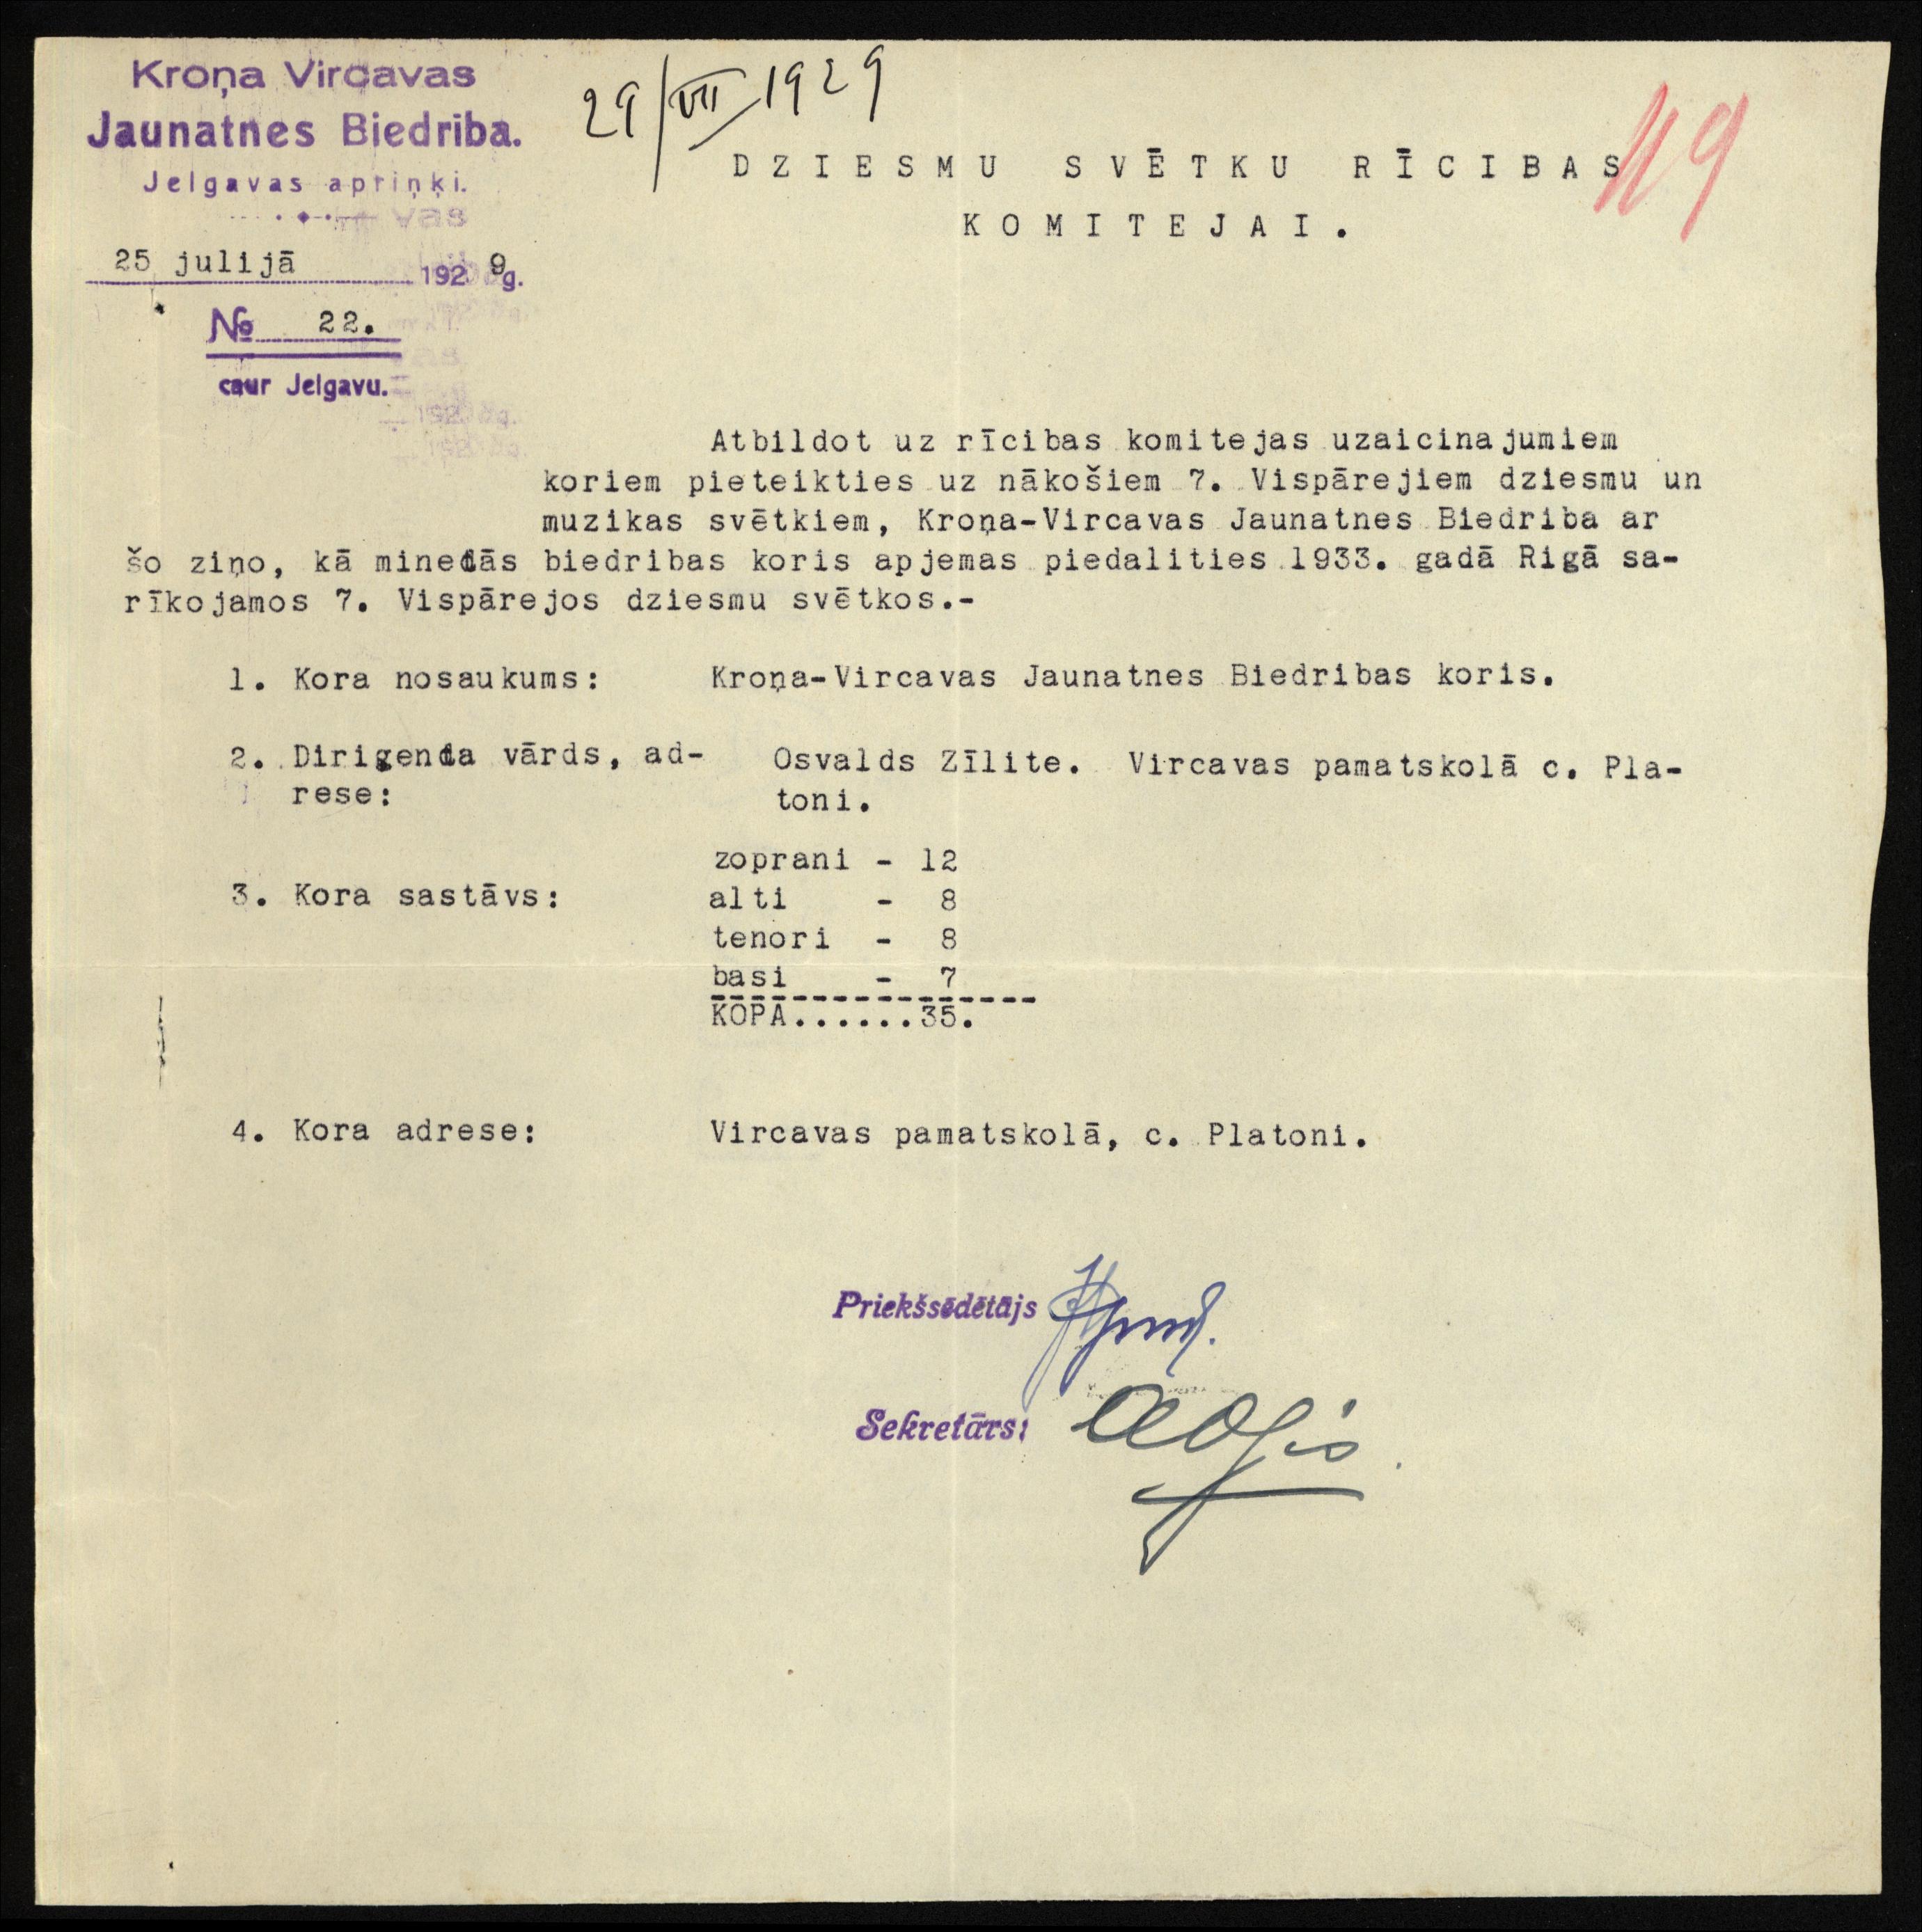 Kroņa Vircavas
Jaunatnes Biedrība.
Jelgavas apriņķi.
25 julijā 1929g.
№ 22.
caur Jelgavu.
29/VII 1929
119
DZIESMU SVĒTKU RĪCIBAS
KOMITEJAI.
Atbildot uz rīcibas komitejas uzaicinajumiem
koriem pieteikties uz nākošiem 7. Vispārejiem dziesmu un
muzikas svētkiem, Kroņa-Vircavas Jaunatnes Biedriba ar
šo ziņo, kā minetās biedribas koris apjemas piedalities 1933. gadā Rigā sa-
rīkojamos 7. Vispārejos dziesmu svētkos.-
1. Kora nosaukums: Kroņa-Vircavas Jaunatnes Biedribas koris.
2. Dirigenta vārds, ad- Osvalds Zīlite. Vircavas pamatskolā c. Pla-
rese: toni.
zoprani - 12
3. Kora sastāvs: alti - 8
tenori - 8
basi - 7
KOPĀ......35.
4. Kora adrese: Vircavas pamatskolā, c. Platoni.
Priekšsēdētājs
Sekretārs: